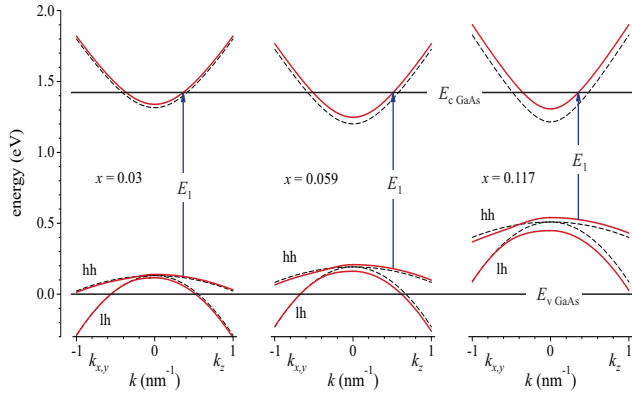 2.0
1.5
1.0
0.5
0.0
energy (eV)
E_c GaAs
x = 0.03
E_1
x = 0.059
E_1
x = 0.117
E_1
hh
hh
hh
lh
lh
lh
E_v GaAs
-1 0 1
-1 0 1
-1 0 1
k_x,y k_z
k_x,y k_z
k_x,y k_z
k (nm⁻¹)
k (nm⁻¹)
k (nm⁻¹)